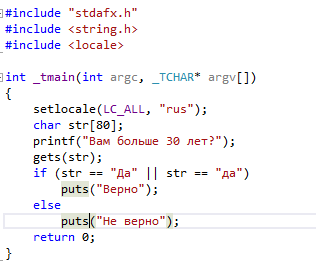 #include "stdafx.h"
#include <string.h>
#include <locale>
int _tmain(int argc, _TCHAR* argv[])
{
setlocale(LC_ALL, "rus");
char str[80];
printf("Вам больше 30 лет?");
gets(str);
if (str == "Да" || str == "да")
puts("Верно");
else
puts("Не верно");
return 0;
}